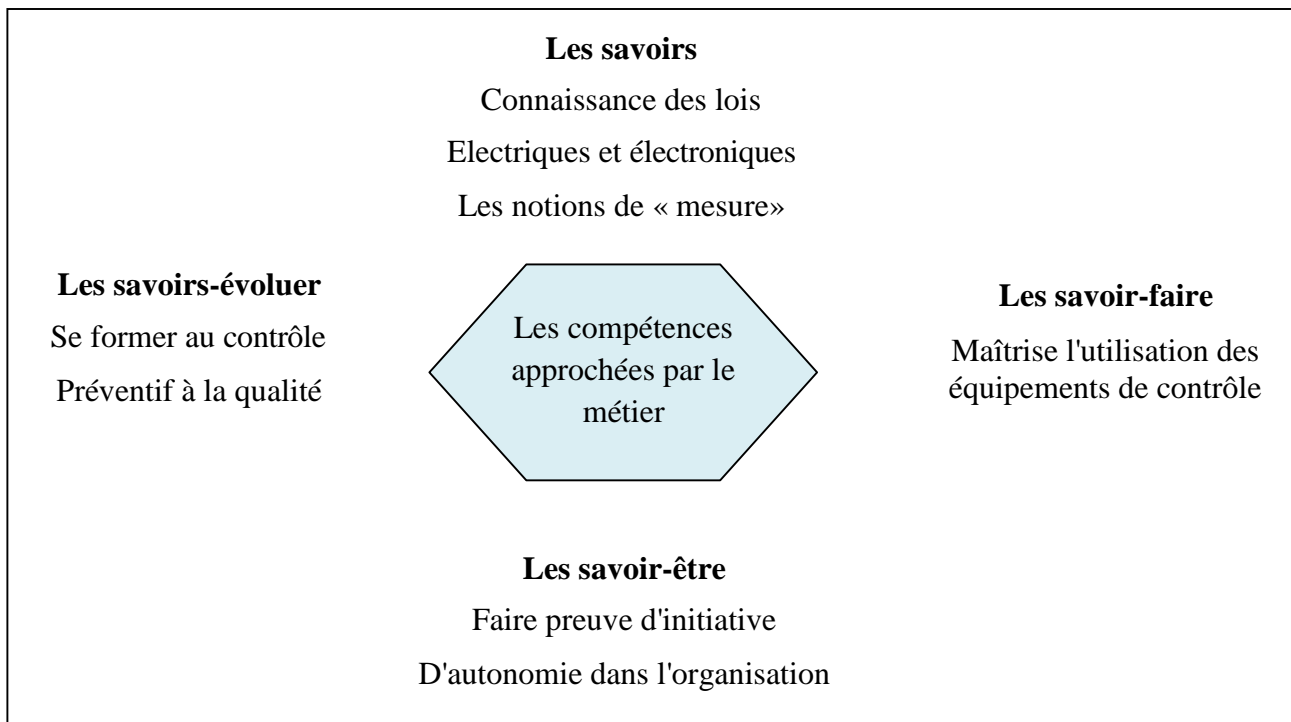 Les savoirs
Connaissance des lois
Electriques et électroniques
Les notions de « mesure»
Les savoirs-évoluer
Se former au contrôle
Préventif à la qualité
Les compétences
approchées par le
métier
Les savoir-faire
Maîtrise l'utilisation des
équipements de contrôle
Les savoir-être
Faire preuve d'initiative
D'autonomie dans l'organisation